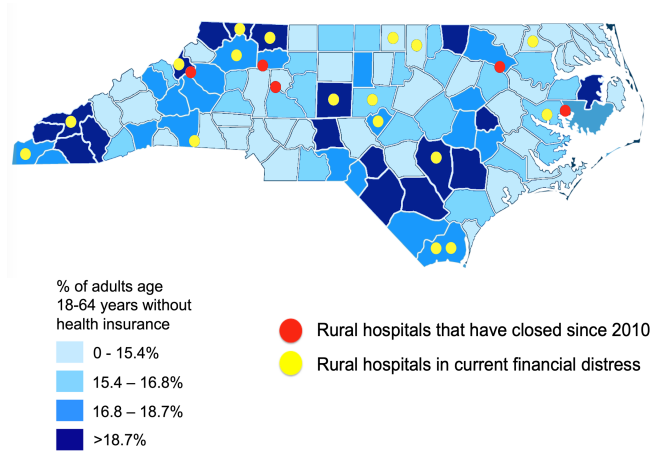 % of adults age
18-64 years without
health insurance
0 - 15.4%
15.4 – 16.8%
16.8 – 18.7%
>18.7%
Rural hospitals that have closed since 2010
Rural hospitals in current financial distress